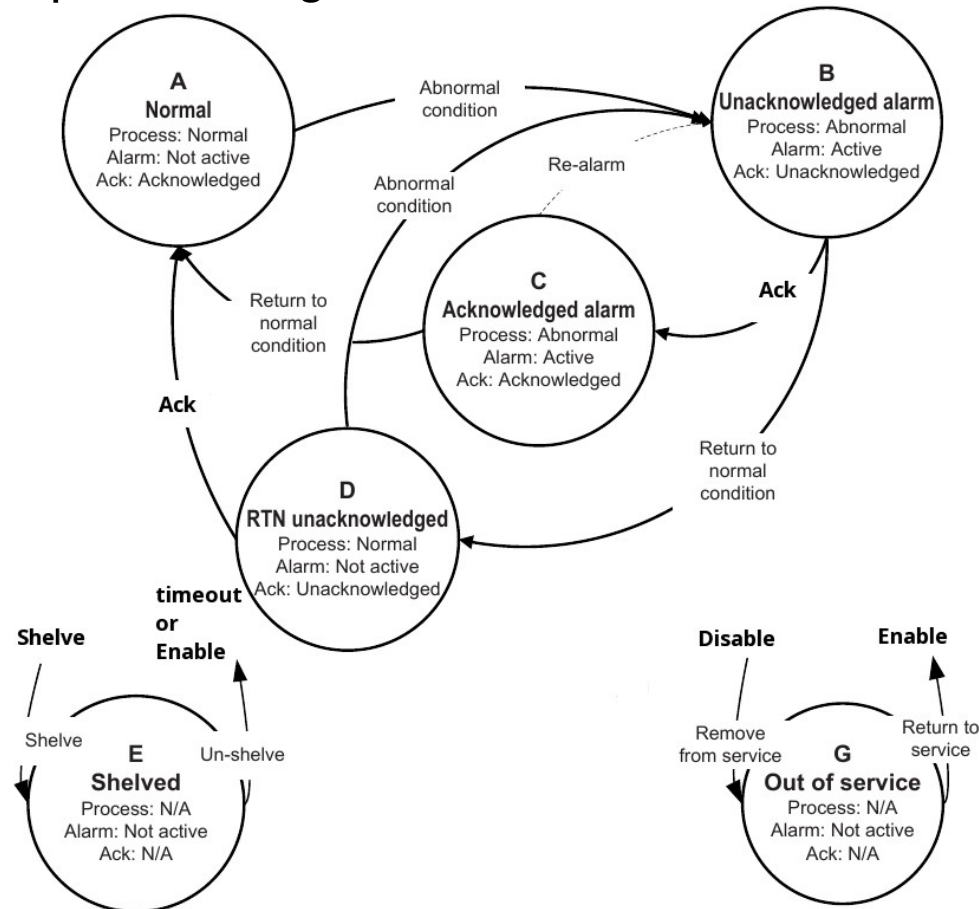 A
Normal
Process: Normal
Alarm: Not active
Ack: Acknowledged
Abnormal
condition
B
Unacknowledged alarm
Process: Abnormal
Alarm: Active
Ack: Unacknowledged
Re-alarm
Abnormal
condition
C
Acknowledged alarm
Process: Abnormal
Alarm: Active
Ack: Acknowledged
Ack
Return to
normal
condition
Ack
Return to
normal
condition
D
RTN unacknowledged
Process: Normal
Alarm: Not active
Ack: Unacknowledged
timeout
or
Enable
Shelve
Disable
Enable
Shelve
Un-shelve
E
Shelved
Process: N/A
Alarm: Not active
Ack: N/A
Remove
from service
Return to
service
G
Out of service
Process: N/A
Alarm: Not active
Ack: N/A